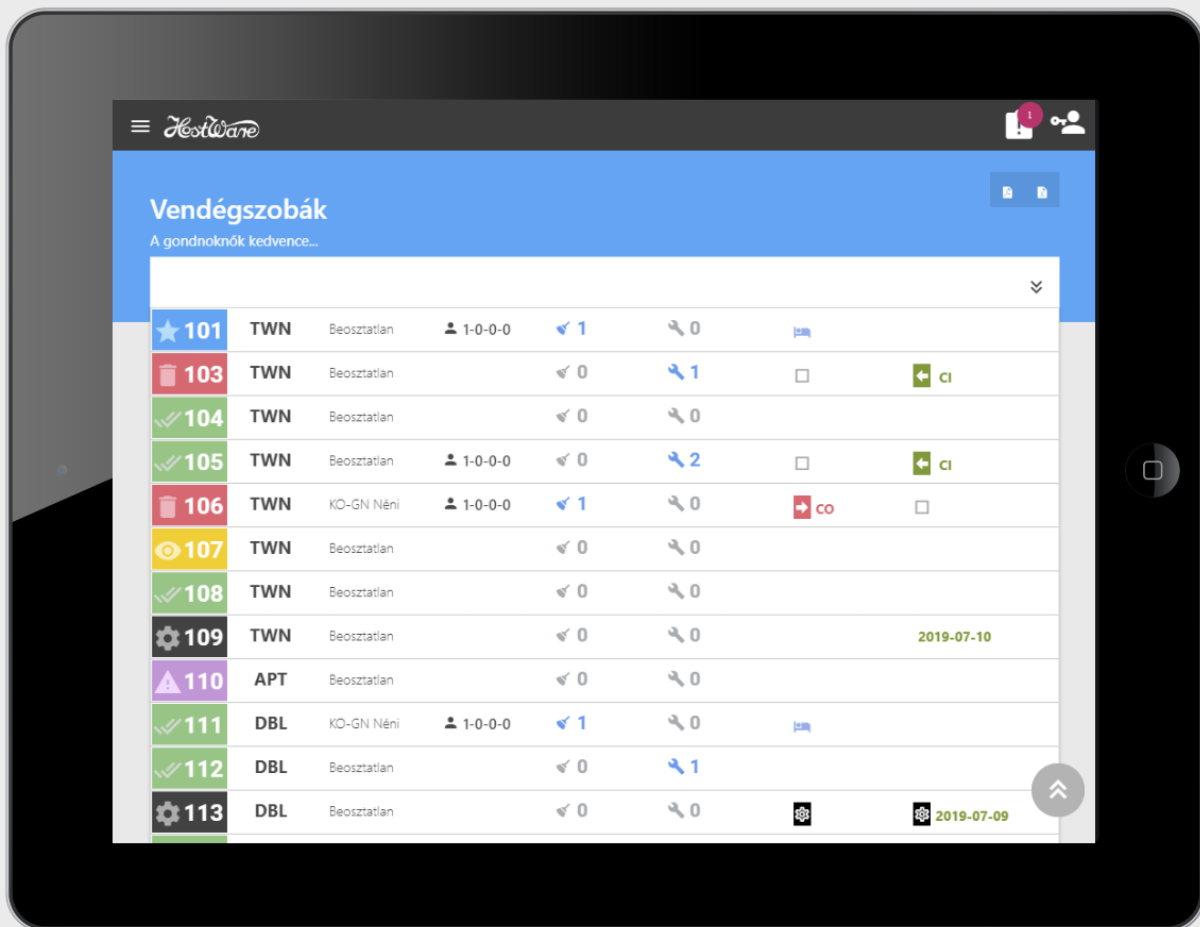 HostWare
1
Vendégszobák
A gondnoknők kedvence...
101 TWN Beosztatlan 1-0-0-0 1 0
103 TWN Beosztatlan 0 1 CI
104 TWN Beosztatlan 0 0
105 TWN Beosztatlan 1-0-0-0 0 2 CI
106 TWN KO-GN Néni 1-0-0-0 1 0 CO
107 TWN Beosztatlan 0 0
108 TWN Beosztatlan 0 0
109 TWN Beosztatlan 0 0 2019-07-10
110 APT Beosztatlan 0 0
111 DBL KO-GN Néni 1-0-0-0 1 0
112 DBL Beosztatlan 0 1
113 DBL Beosztatlan 0 0 2019-07-09